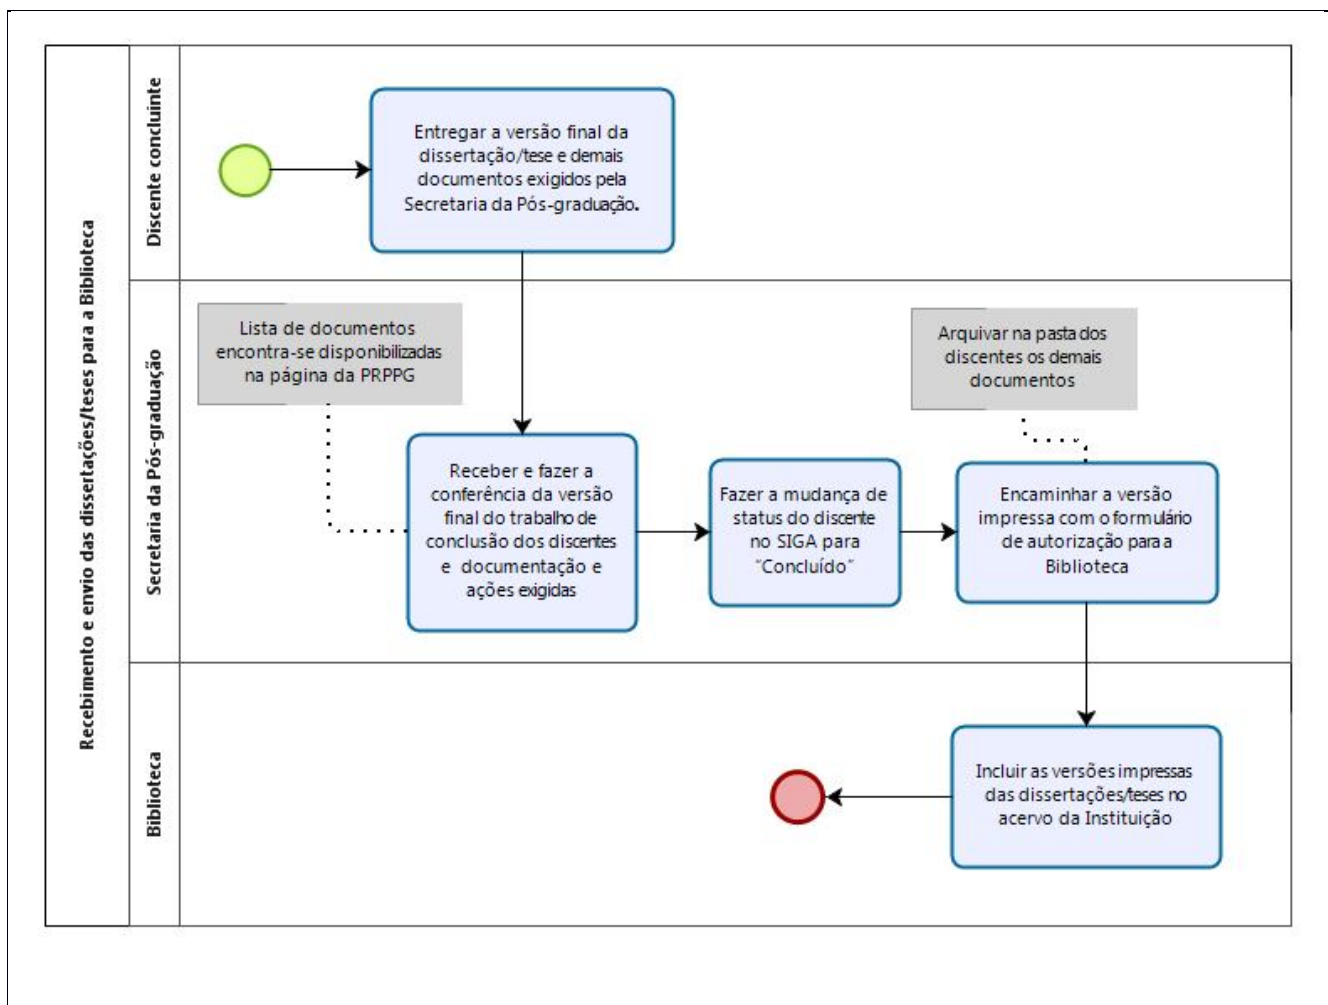 Recebimento e envio das dissertações/teses para a Biblioteca
Discente concluinte
Entregar a versão final da
dissertação/tese e demais
documentos exigidos pela
Secretaria da Pós-graduação.
Secretaria da Pós-graduação
Lista de documentos
encontra-se disponibilizadas
na página da PRPPG
Arquivar na pasta dos
discentes os demais
documentos
Receber e fazer a
conferência da versão
final do trabalho de
conclusão dos discentes
e documentação e
ações exigidas
Fazer a mudança de
status do discente
no SIGA para
“Concluído”
Encaminhar a versão
impressa com o formulário
de autorização para a
Biblioteca
Biblioteca
Incluir as versões impressas
das dissertações/teses no
acervo da Instituição